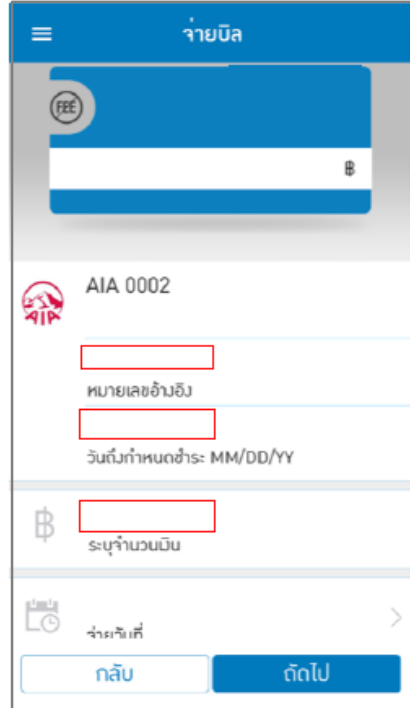 จ่ายบิล
FEE
฿
AIA 0002
AIA
หมายเลขอ้างอิง
วันถึงกำหนดชำระ MM/DD/YY
฿
ระบุจำนวนเงิน
จ่ายวันที่
กลับ
ถัดไป